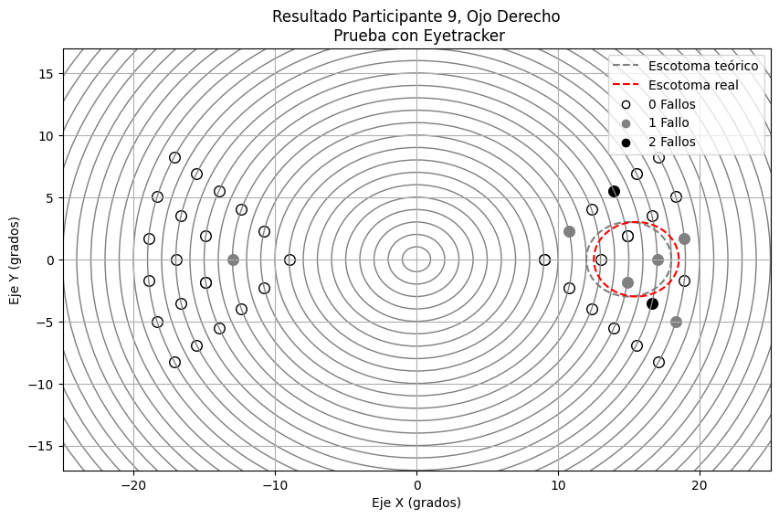 Resultado Participante 9, Ojo Derecho
Prueba con Eyetracker
Escotoma teórico
Escotoma real
0 Fallos
1 Fallo
2 Fallos
15
10
5
0
−5
−10
−15
Eje Y (grados)
−20
−10
0
10
20
Eje X (grados)